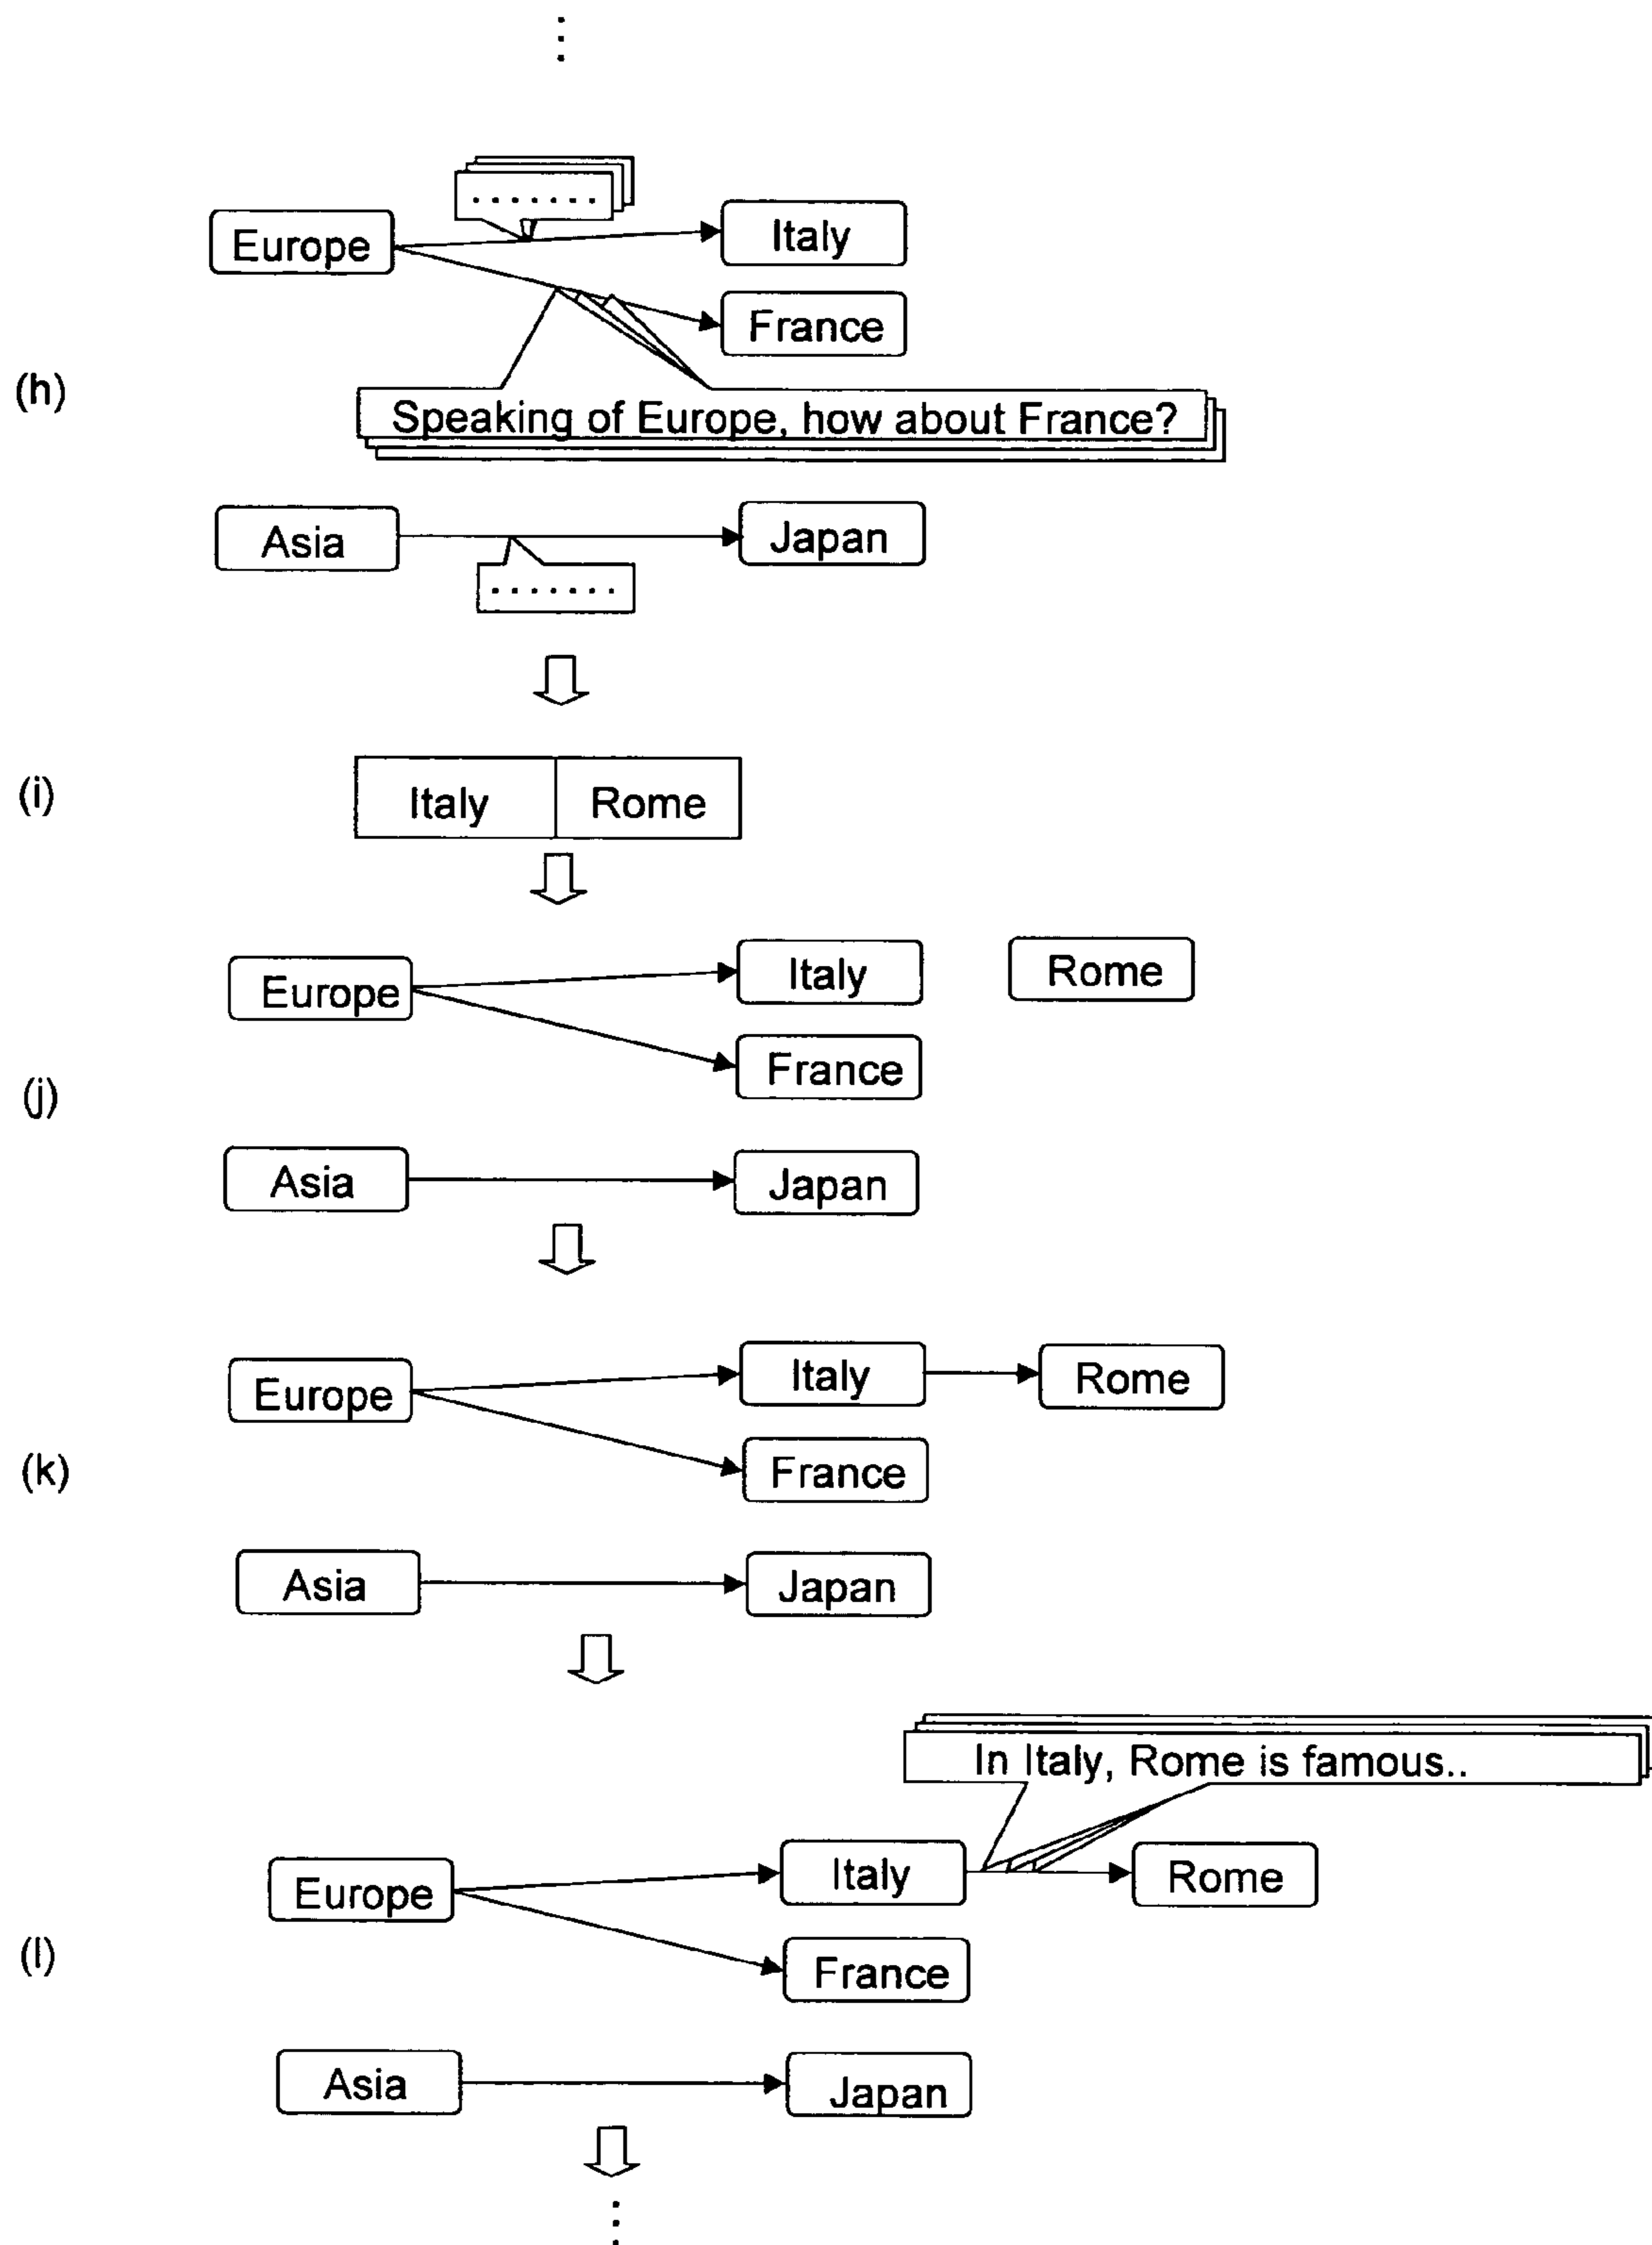 ⋮
.......
Europe
Italy
France
(h)
Speaking of Europe, how about France?
Asia
Japan
.......
(i)
Italy Rome
Europe
Italy
Rome
France
(j)
Asia
Japan
Europe
Italy
Rome
France
(k)
Asia
Japan
In Italy, Rome is famous..
Europe
Italy
Rome
France
(l)
Asia
Japan
⋮